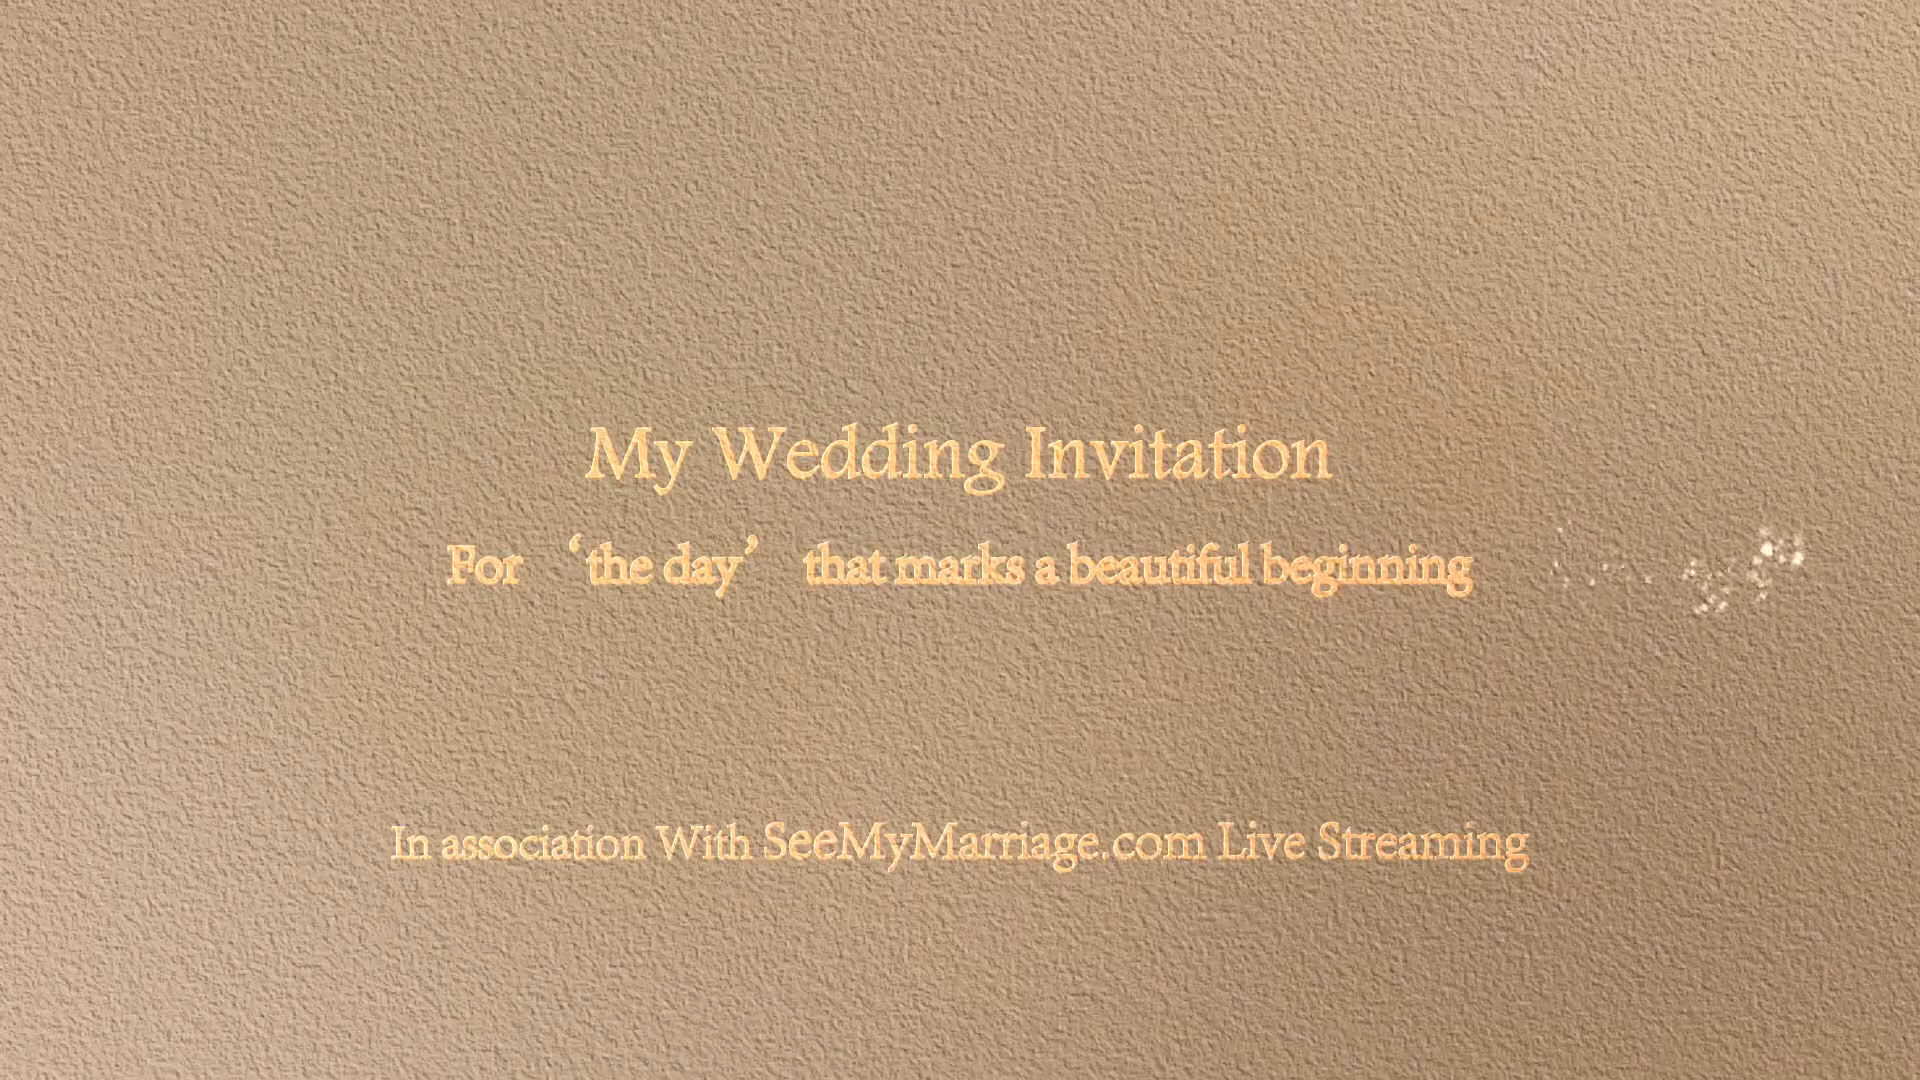 My Wedding Invitation
For ‘the day’ that marks a beautiful beginning
In association With SeeMyMarriage.com Live Streaming